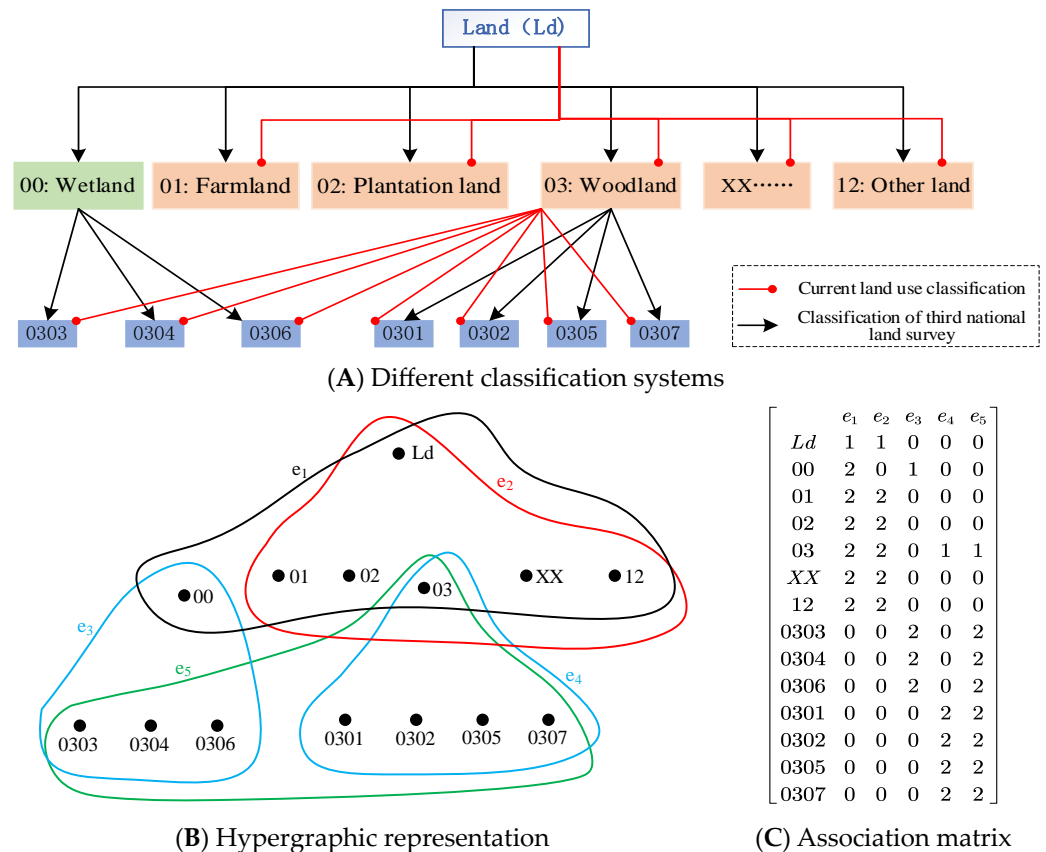 Land (Ld)
00: Wetland
01: Farmland
02: Plantation land
03: Woodland
XX······
12: Other land
0303
0304
0306
0301
0302
0305
0307
Current land use classification
Classification of third national
land survey
(A) Different classification systems
e1
Ld
e2
00
01
02
03
XX
12
e3
e5
e4
0303
0304
0306
0301
0302
0305
0307
(B) Hypergraphic representation
e1 e2 e3 e4 e5
Ld 1 1 0 0 0
00 2 0 1 0 0
01 2 2 0 0 0
02 2 2 0 0 0
03 2 2 0 1 1
XX 2 2 0 0 0
12 2 2 0 0 0
0303 0 0 2 0 2
0304 0 0 2 0 2
0306 0 0 2 0 2
0301 0 0 0 2 2
0302 0 0 0 2 2
0305 0 0 0 2 2
0307 0 0 0 2 2
(C) Association matrix